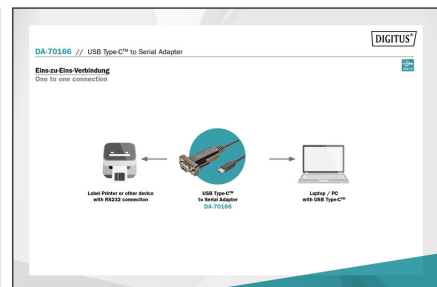 DIGITUS®
DA-70166 // USB Type-C™ to Serial Adapter
Eins-zu-Eins-Verbindung
One to one connection
Label Printer or other device
with RS232 connection
USB Type-C™
to Serial Adapter
DA-70166
Laptop / PC
with USB Type-C™